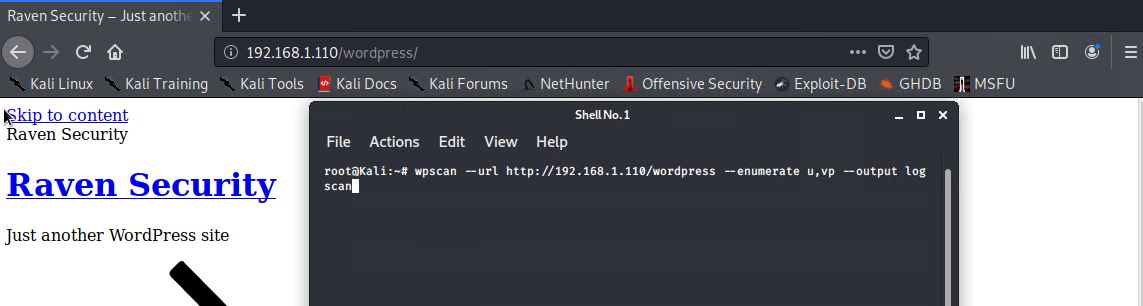 Raven Security – Just anothe
192.168.1.110/wordpress/
Kali Linux Kali Training Kali Tools Kali Docs Kali Forums NetHunter Offensive Security Exploit-DB GHDB MSFU
Skip to content
Raven Security
Raven Security
Just another WordPress site
Shell No.1
File Actions Edit View Help
root@Kali:~# wpscan --url http://192.168.1.110/wordpress --enumerate u,vp --output log
scan